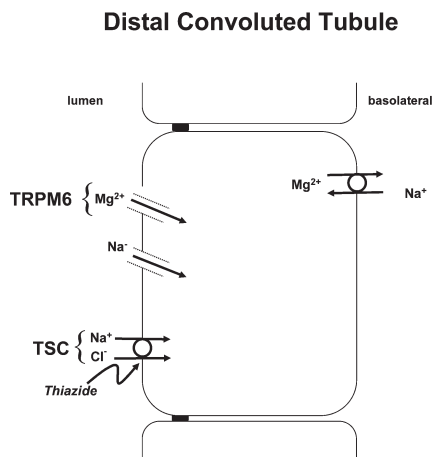 Distal Convoluted Tubule
lumen
basolateral
TRPM6 { Mg²⁺
Mg²⁺
Na⁺
Na⁻
TSC { Na⁺
Cl⁻
Thiazide